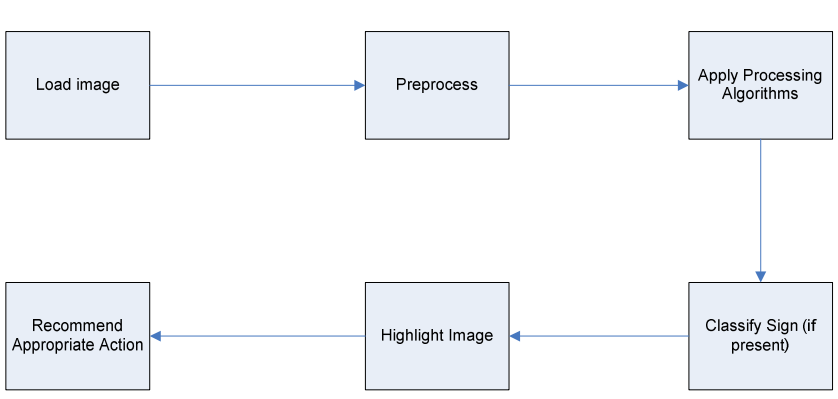 Load image
Preprocess
Apply Processing
Algorithms
Recommend
Appropriate Action
Highlight Image
Classify Sign (if
present)